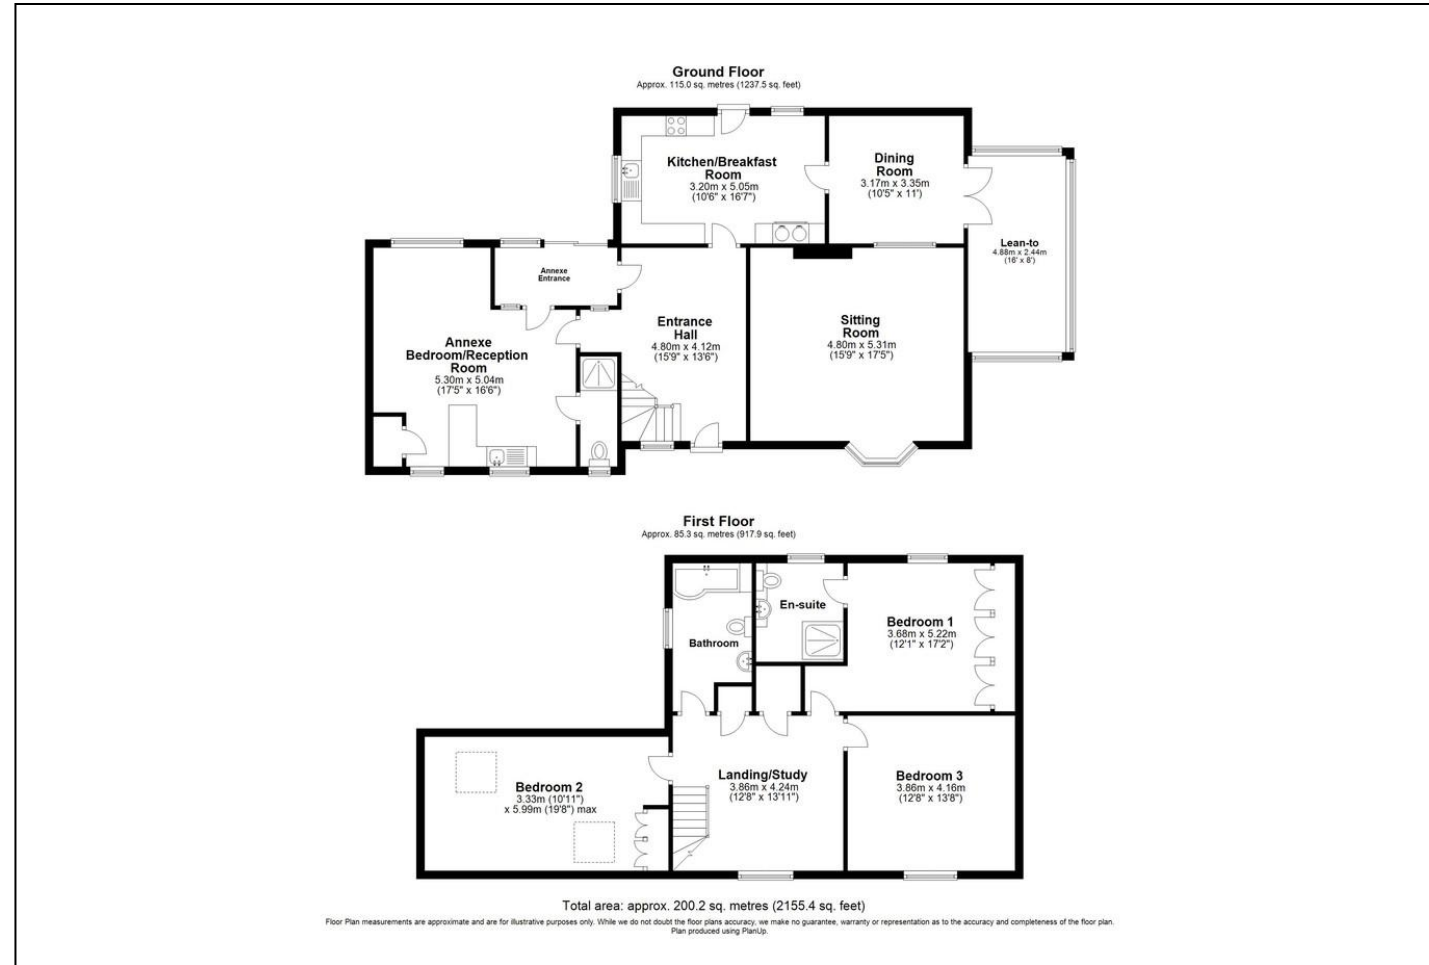 Ground Floor
Approx. 115.0 sq. metres (1237.5 sq. feet)
Kitchen/Breakfast
Room
3.20m x 5.05m
(10'6" x 16'7")
Dining
Room
3.17m x 3.35m
(10'5" x 11')
Lean-to
4.88m x 2.44m
(16' x 8')
Annexe
Entrance
Annexe
Bedroom/Reception
Room
5.30m x 5.04m
(17'5" x 16'6")
Entrance
Hall
4.80m x 4.12m
(15'9" x 13'6")
Sitting
Room
4.80m x 5.31m
(15'9" x 17'5")
First Floor
Approx. 85.3 sq. metres (917.9 sq. feet)
Bathroom
En-suite
Bedroom 1
3.68m x 5.22m
(12'1" x 17'2")
Bedroom 2
3.33m (10'11")
x 5.99m (19'8") max
Landing/Study
3.86m x 4.24m
(12'8" x 13'11")
Bedroom 3
3.86m x 4.16m
(12'8" x 13'8")
Total area: approx. 200.2 sq. metres (2155.4 sq. feet)
Floor Plan measurements are approximate and are for illustrative purposes only. While we do not doubt the floor plans accuracy, we make no guarantee, warranty or representation as to the accuracy and completeness of the floor plan.
Plan produced using PlanUp.